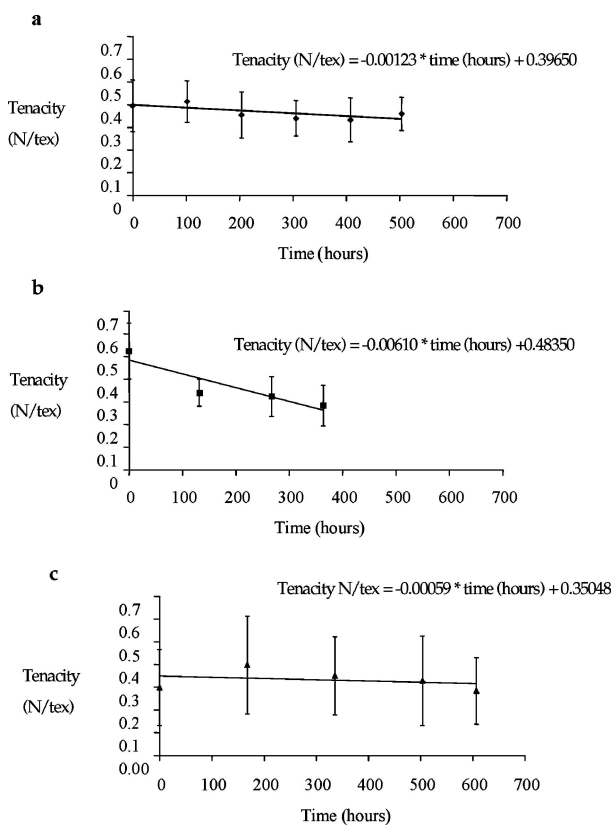 a
Tenacity (N/tex) = -0.00123 * time (hours) + 0.39650
Tenacity
(N/tex)
0.7
0.6
0.5
0.4
0.3
0.2
0.1
0
0 100 200 300 400 500 600 700
Time (hours)
b
Tenacity (N/tex) = -0.00610 * time (hours) +0.48350
Tenacity
(N/tex)
0.7
0.6
0.5
0.4
0.3
0.2
0.1
0
0 100 200 300 400 500 600 700
Time (hours)
c
Tenacity N/tex = -0.00059 * time (hours) + 0.35048
Tenacity
(N/tex)
0.7
0.6
0.5
0.4
0.3
0.2
0.1
0.00
0 100 200 300 400 500 600 700
Time (hours)